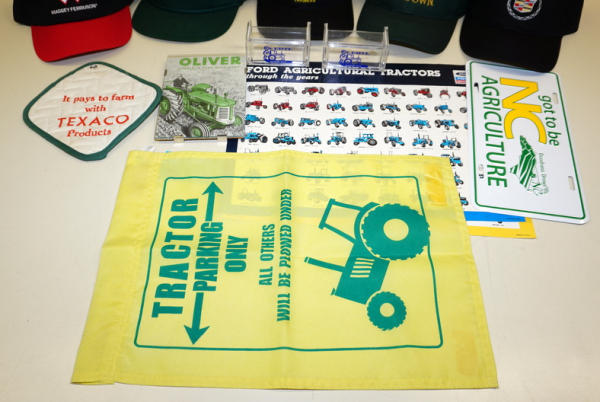 MASSEY FERGUSON
TOWN
It pays to farm
with
TEXACO
Products
OLIVER
FORD AGRICULTURAL TRACTORS
through the years
got to be
NC
AGRICULTURE
TRACTOR
PARKING
ONLY
ALL OTHERS
WILL BE PLOWED UNDER